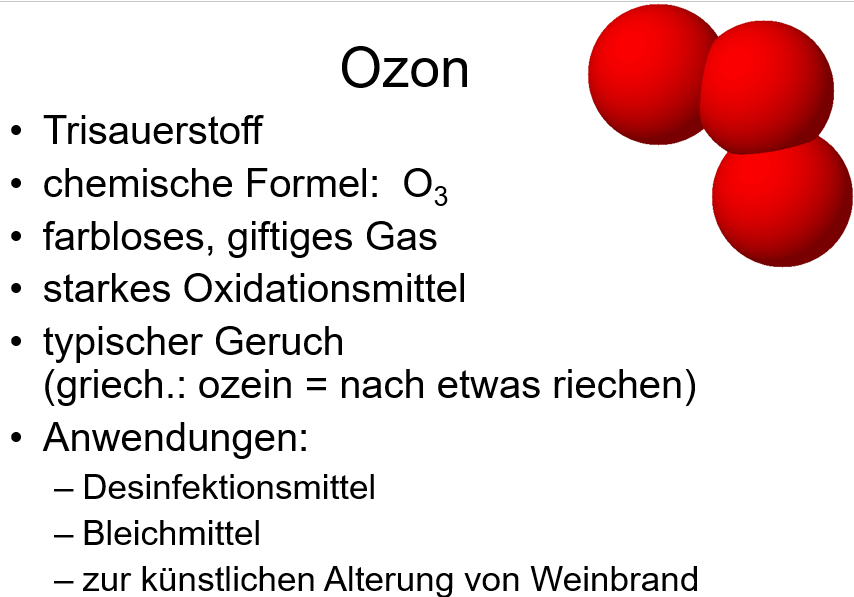 Ozon
• Trisauerstoff
• chemische Formel: O₃
• farbloses, giftiges Gas
• starkes Oxidationsmittel
• typischer Geruch
(griech.: ozein = nach etwas riechen)
• Anwendungen:
– Desinfektionsmittel
– Bleichmittel
– zur künstlichen Alterung von Weinbrand